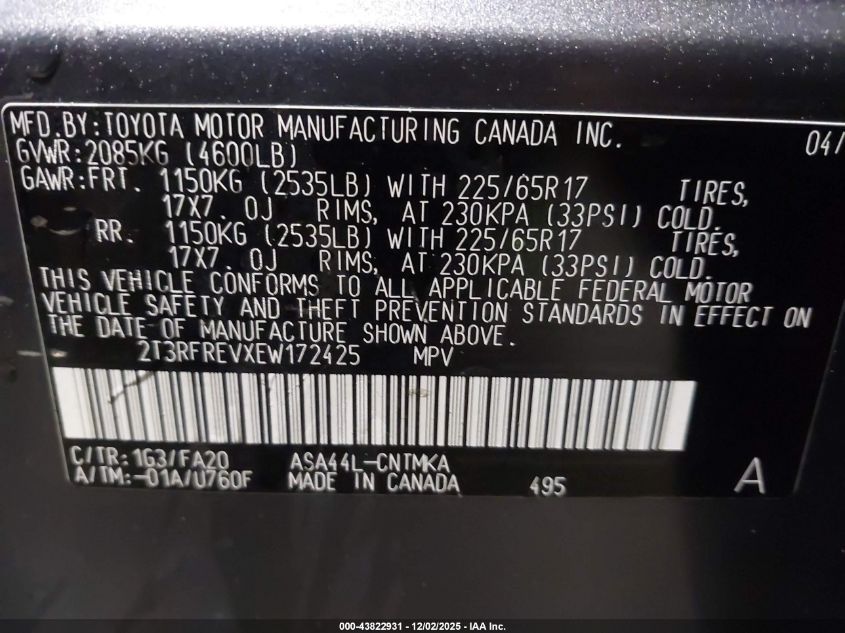 MFD.BY:TOYOTA MOTOR MANUFACTURING CANADA INC. 04/
GVWR:2085KG (4600LB)
GAWR:FRT. 1150KG (2535LB) WITH 225/65R17 TIRES,
17X7.0J RIMS, AT 230KPA (33PSI) COLD.
RR. 1150KG (2535LB) WITH 225/65R17 TIRES,
17X7.0J RIMS, AT 230KPA (33PSI) COLD.
THIS VEHICLE CONFORMS TO ALL APPLICABLE FEDERAL MOTOR
VEHICLE SAFETY AND THEFT PREVENTION STANDARDS IN EFFECT ON
THE DATE OF MANUFACTURE SHOWN ABOVE.
2T3RFREVXEW172425 MPV
C/TR:1G3/FA20 ASA44L-CNTMKA
A/TM:-01A/U760F MADE IN CANADA 495 A
000-43822931 - 12/02/2025 - IAA Inc.